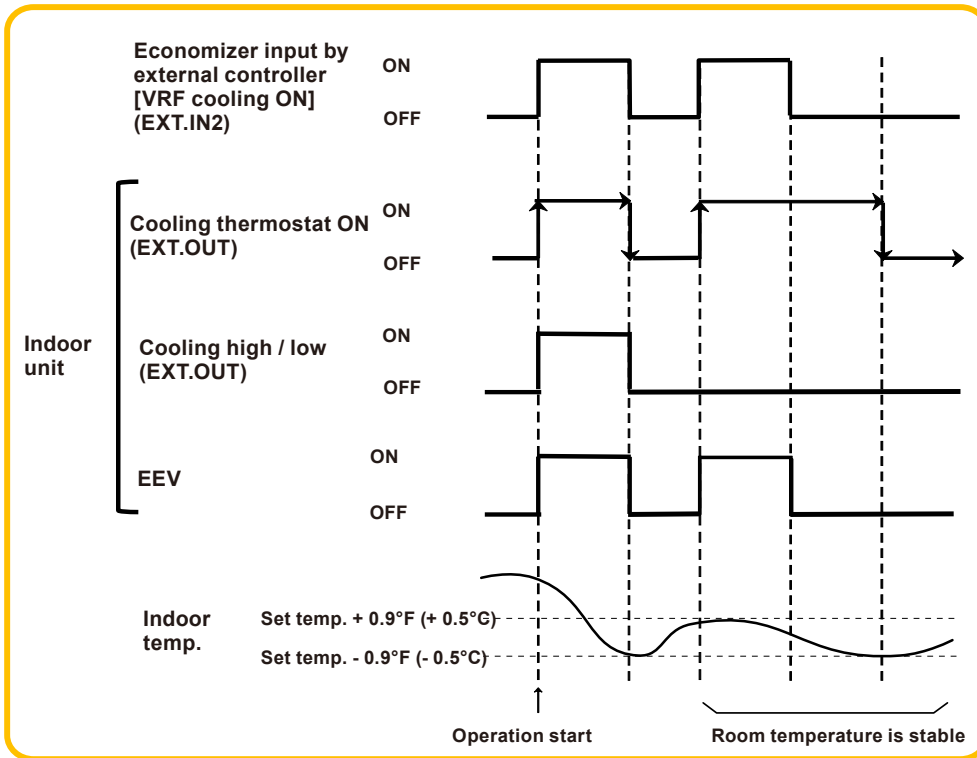 Economizer input by
external controller
[VRF cooling ON]
(EXT.IN2)
ON
OFF
Cooling thermostat ON
(EXT.OUT)
ON
OFF
Indoor
unit
Cooling high / low
(EXT.OUT)
ON
OFF
EEV
ON
OFF
Indoor
temp.
Set temp. + 0.9°F (+ 0.5°C)
Set temp. - 0.9°F (- 0.5°C)
Operation start
Room temperature is stable